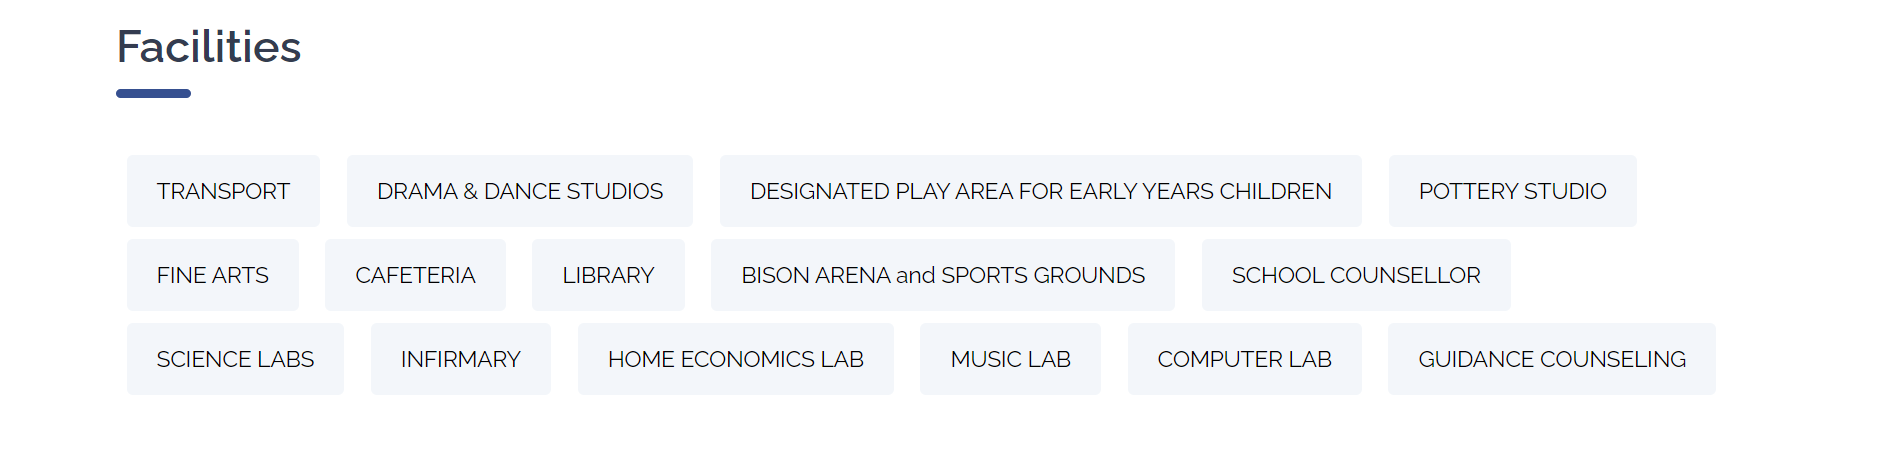 Facilities
TRANSPORT DRAMA & DANCE STUDIOS DESIGNATED PLAY AREA FOR EARLY YEARS CHILDREN POTTERY STUDIO
FINE ARTS CAFETERIA LIBRARY BISON ARENA and SPORTS GROUNDS SCHOOL COUNSELLOR
SCIENCE LABS INFIRMARY HOME ECONOMICS LAB MUSIC LAB COMPUTER LAB GUIDANCE COUNSELING